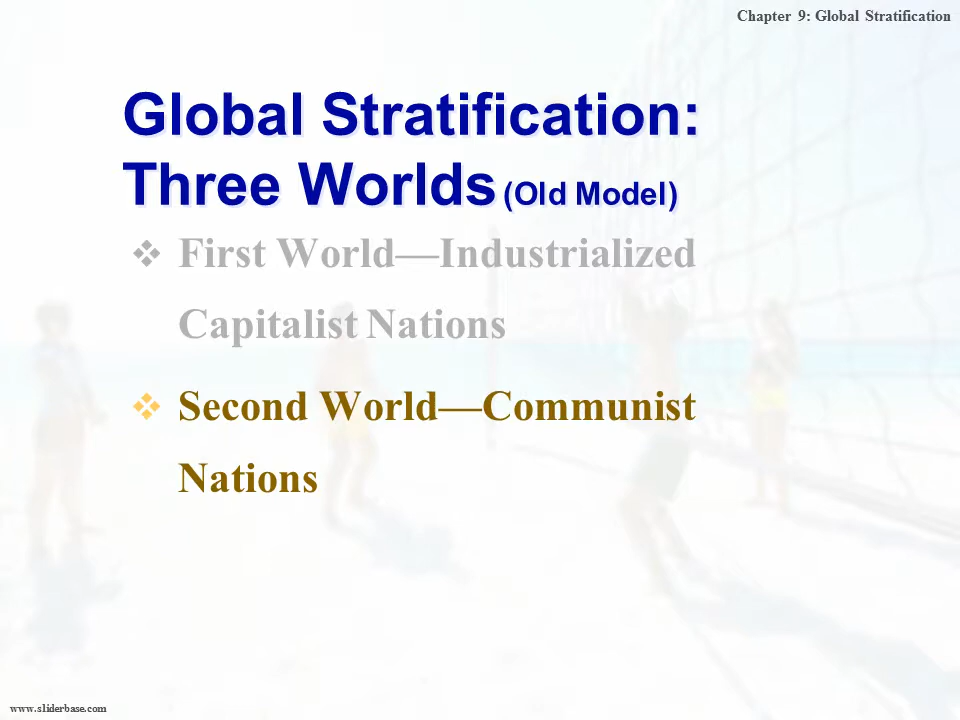 Chapter 9: Global Stratification
Global Stratification:
Three Worlds (Old Model)
❖ First World—Industrialized
Capitalist Nations
❖ Second World—Communist
Nations
www.sliderbase.com